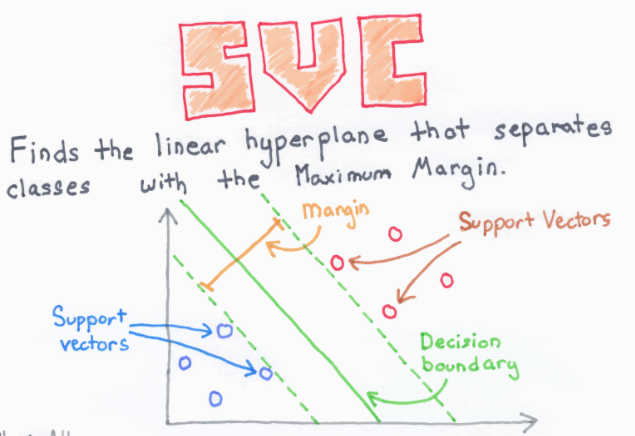 SVC
Finds the linear hyperplane that separates
classes with the Maximum Margin.
margin
Support Vectors
Support
vectors
Decision
boundary